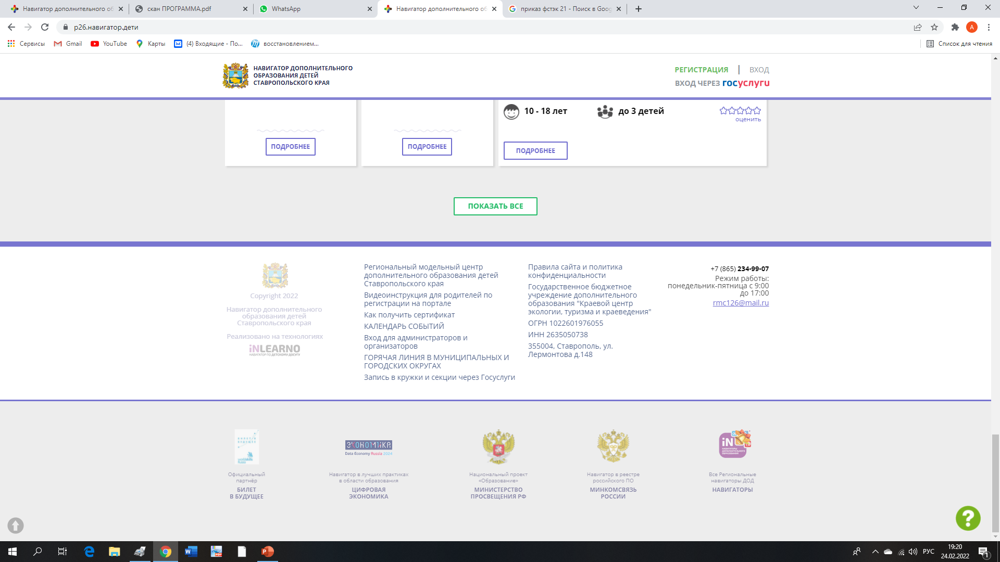 Навигатор дополнительного об
скан ПРОГРАММА.pdf
WhatsApp
Навигатор дополнительного об
приказ фстэк 21 - Поиск в Goog
р26.навигатор.дети
А
Сервисы
Gmail
YouTube
Карты
(4) Входящие - По...
восстановлением...
Список для чтения
НАВИГАТОР ДОПОЛНИТЕЛЬНОГО
ОБРАЗОВАНИЯ ДЕТЕЙ
СТАВРОПОЛЬСКОГО КРАЯ
РЕГИСТРАЦИЯ | ВХОД
ВХОД ЧЕРЕЗ госуслуги
10 - 18 лет
до 3 детей
оценить
ПОДРОБНЕЕ
ПОДРОБНЕЕ
ПОДРОБНЕЕ
ПОКАЗАТЬ ВСЕ
Copyright 2022
Навигатор дополнительного
образования детей
Ставропольского края
Реализовано на технологиях
iNLEARNO
НАВИГАТОР ПО ДЕТСКОМУ ДОСУГУ
Региональный модельный центр
дополнительного образования детей
Ставропольского края
Видеоинструкция для родителей по
регистрации на портале
Как получить сертификат
КАЛЕНДАРЬ СОБЫТИЙ
Вход для администраторов и
организаторов
ГОРЯЧАЯ ЛИНИЯ В МУНИЦИПАЛЬНЫХ И
ГОРОДСКИХ ОКРУГАХ
Запись в кружки и секции через Госуслуги
Правила сайта и политика
конфиденциальности
Государственное бюджетное
учреждение дополнительного
образования "Краевой центр
экологии, туризма и краеведения"
ОГРН 1022601976055
ИНН 2635050738
355004, Ставрополь, ул.
Лермонтова д.148
+7 (865) 234-99-07
Режим работы:
понедельник-пятница с 9:00
до 17:00
rmc126@mail.ru
БИЛЕТ В
БУДУЩЕЕ
worldskills
Russia
Официальный
партнёр
БИЛЕТ
В БУДУЩЕЕ
ЭКОНОМИКА
Data Economy Russia 2024
Навигатор в лучших практиках
в области образования
ЦИФРОВАЯ
ЭКОНОМИКА
Национальный проект
«Образование»
МИНИСТЕРСТВО
ПРОСВЕЩЕНИЯ РФ
Навигатор в реестре
российского ПО
МИНКОМСВЯЗЬ
РОССИИ
iN
НАВИГАТОРЫ
ДОПОЛНИТЕЛЬНОГО
ОБРАЗОВАНИЯ
Все Региональные
навигаторы ДОД
НАВИГАТОРЫ
?
РУС
19:20
24.02.2022
1